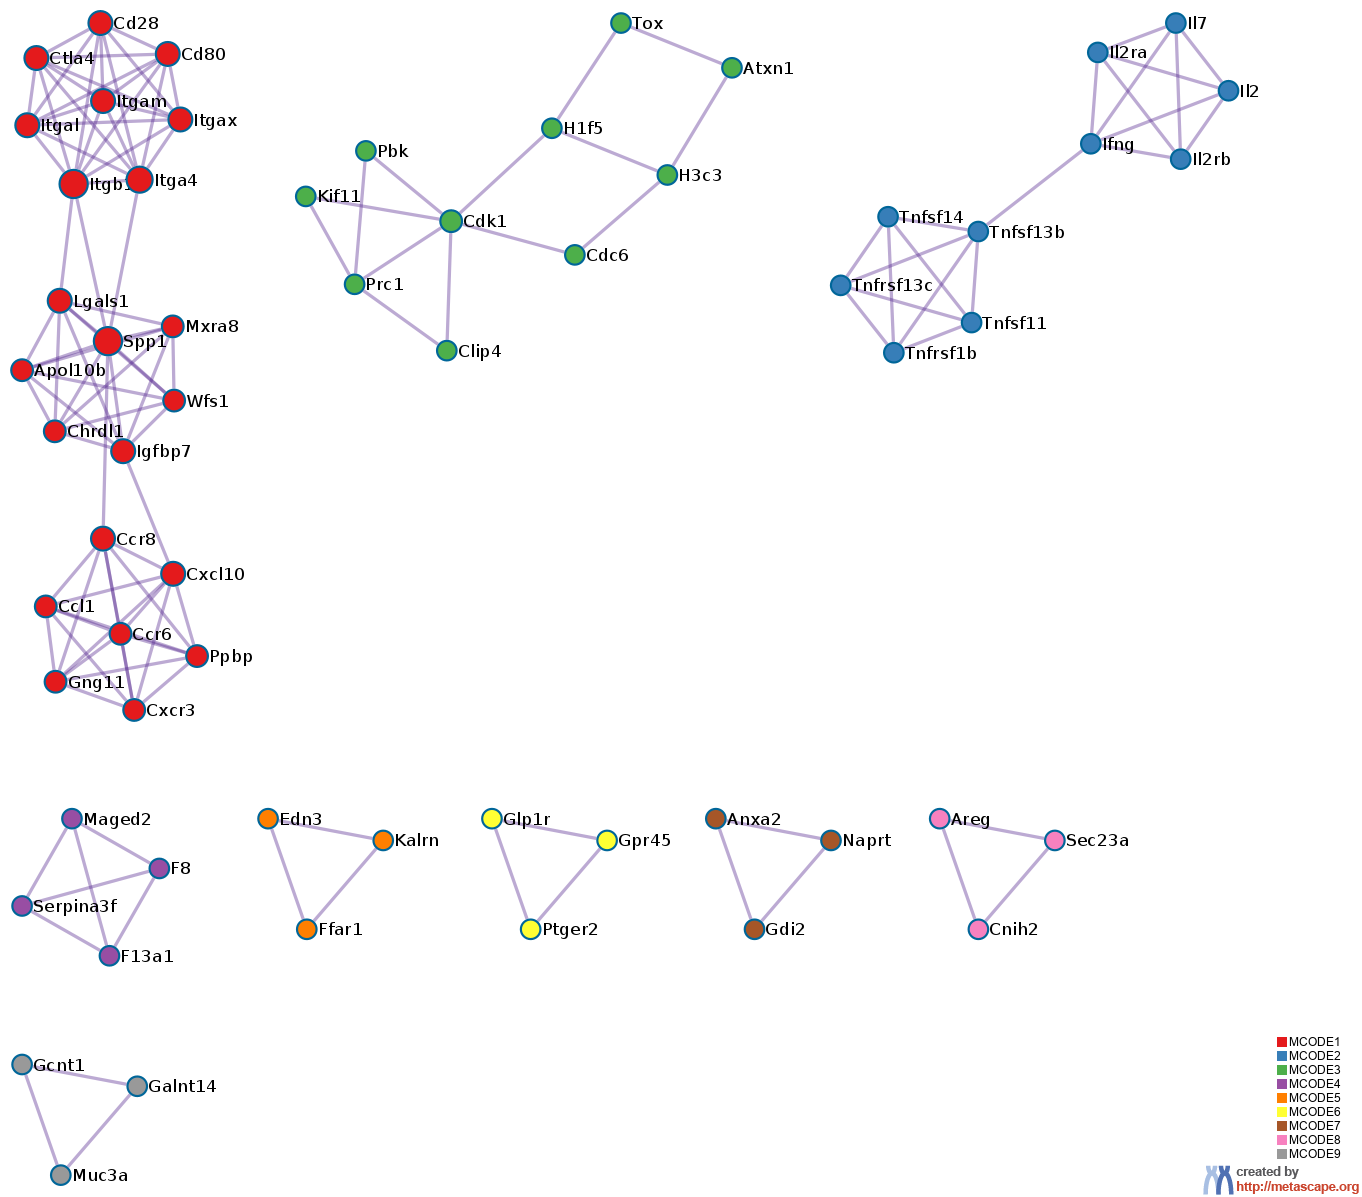 Cd28
Ctla4
Cd80
Itgam
Itgal
Itgax
Itgb1
Itga4
Lgals1
Mxra8
Spp1
Apol10b
Wfs1
Chrdl1
Igfbp7
Ccr8
Cxcl10
Ccl1
Ccr6
Ppbp
Gng11
Cxcr3
Tox
Atxn1
H1f5
Pbk
H3c3
Kif11
Cdk1
Cdc6
Prc1
Clip4
Il7
Il2ra
Il2
Ifng
Il2rb
Tnfsf14
Tnfsf13b
Tnfrsf13c
Tnfsf11
Tnfrsf1b
Maged2
F8
Serpina3f
F13a1
Edn3
Kalrn
Ffar1
Glp1r
Gpr45
Ptger2
Anxa2
Naprt
Gdi2
Areg
Sec23a
Cnih2
Gcnt1
Galnt14
Muc3a
MCODE1
MCODE2
MCODE3
MCODE4
MCODE5
MCODE6
MCODE7
MCODE8
MCODE9
created by
http://metascape.org